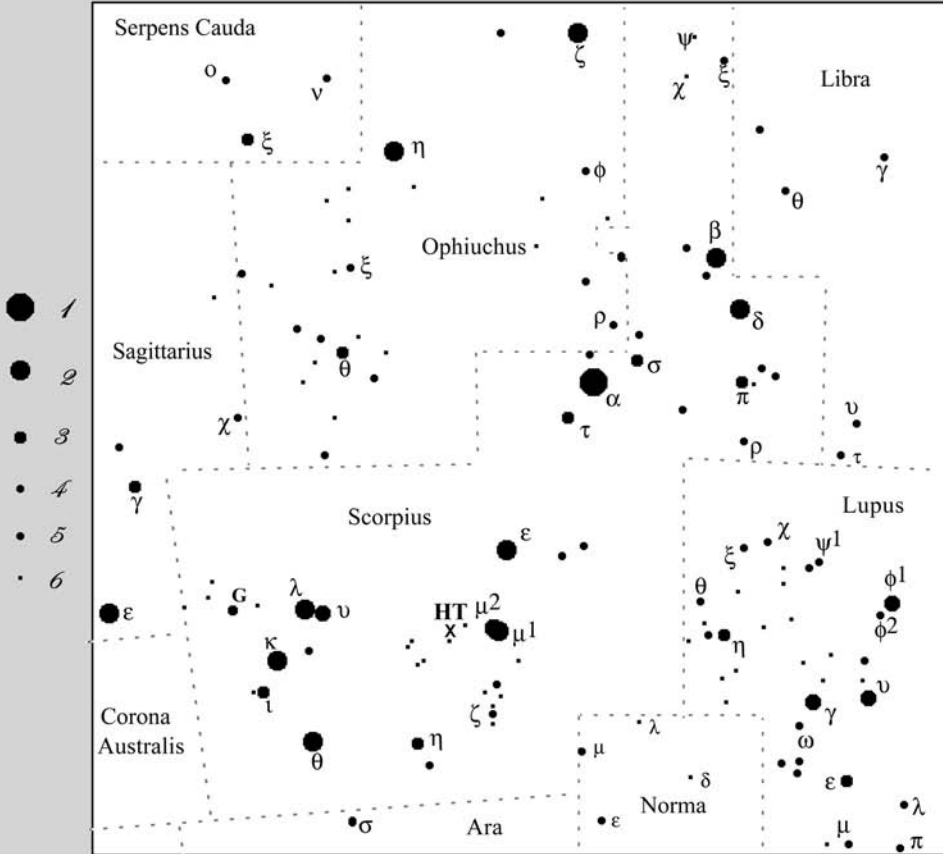 Serpens Cauda
ζ
ψ
ξ
ο
ν
χ
Libra
ξ
η
φ
γ
θ
β
Ophiuchus
ξ
1
δ
ρ
2
Sagittarius
θ
σ
π
α
3
χ
τ
υ
ρ
τ
4
γ
Scorpius
Lupus
5
ε
χ
ξ
ψ1
6
λ
θ
φ1
ε
G
υ
HT
μ2
x
μ1
φ2
κ
η
ι
υ
Corona
ζ
γ
Australis
λ
θ
η
μ
ω
δ
ε
Norma
λ
σ
Ara
ε
μ
π